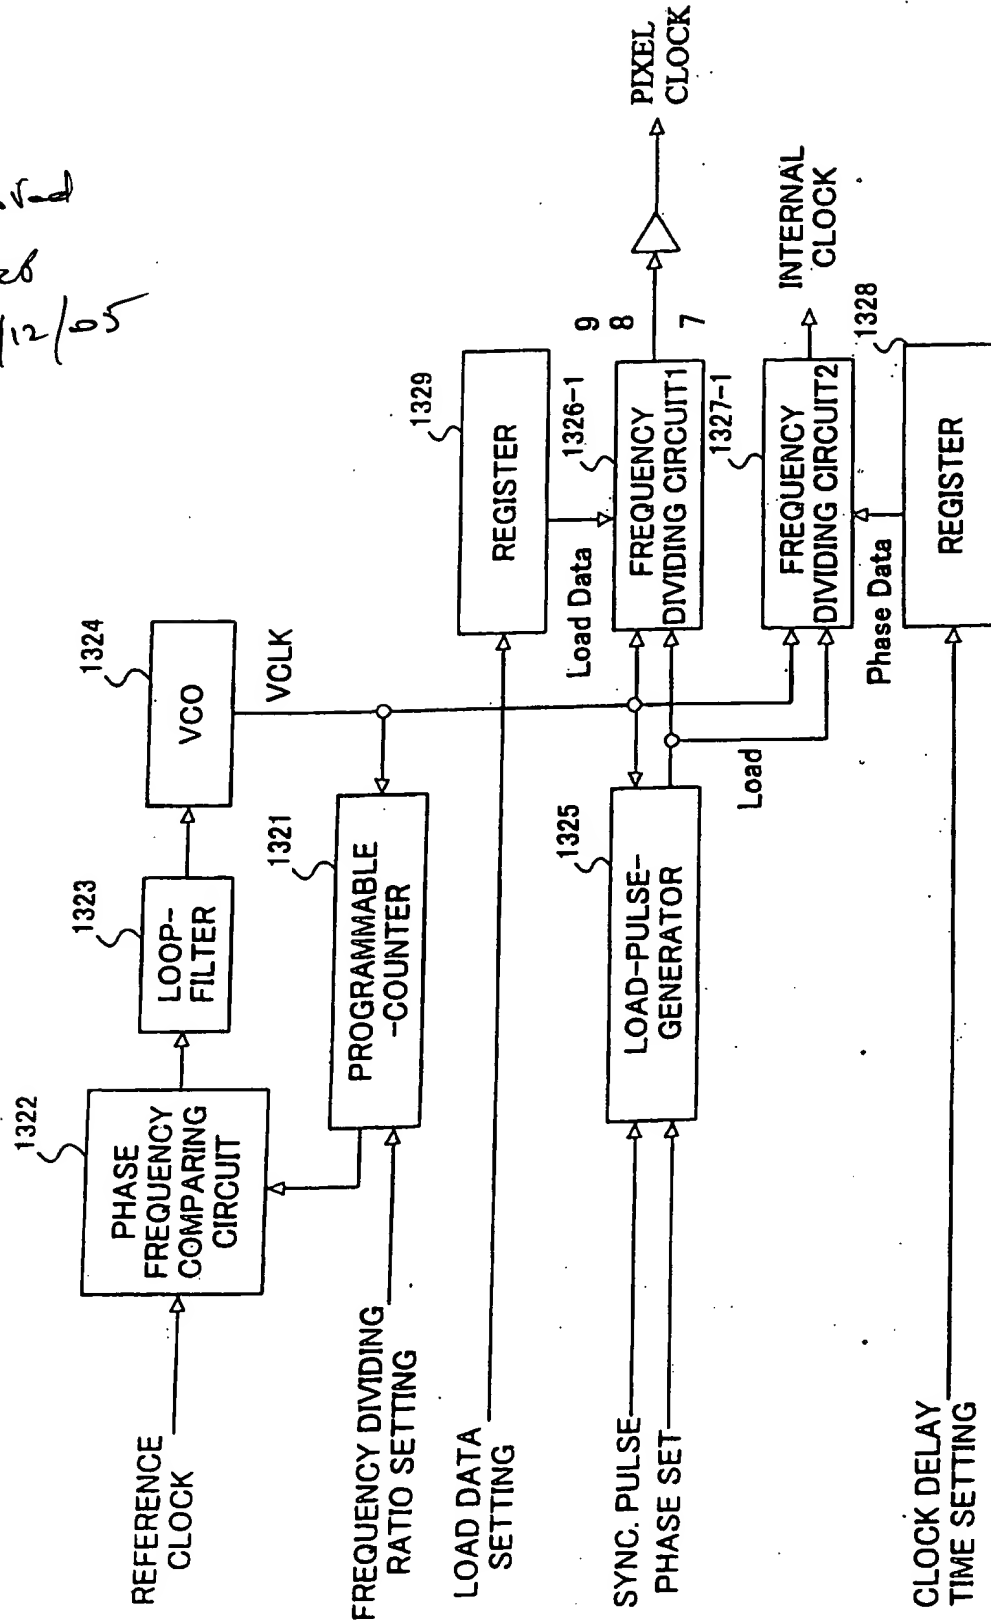 1322
PHASE
FREQUENCY
COMPARING
CIRCUIT
1323
LOOP-
FILTER
1324
VCO
VCLK
REFERENCE
CLOCK
1321
PROGRAMMABLE
-COUNTER
FREQUENCY DIVIDING
RATIO SETTING
LOAD DATA
SETTING
1329
REGISTER
Load Data
1326-1
FREQUENCY
DIVIDING CIRCUIT1
9
8
7
PIXEL
CLOCK
1325
LOAD-PULSE-
GENERATOR
SYNC. PULSE
PHASE SET
Load
1327-1
FREQUENCY
DIVIDING CIRCUIT2
INTERNAL
CLOCK
Phase Data
1328
REGISTER
CLOCK DELAY
TIME SETTING
/12/05